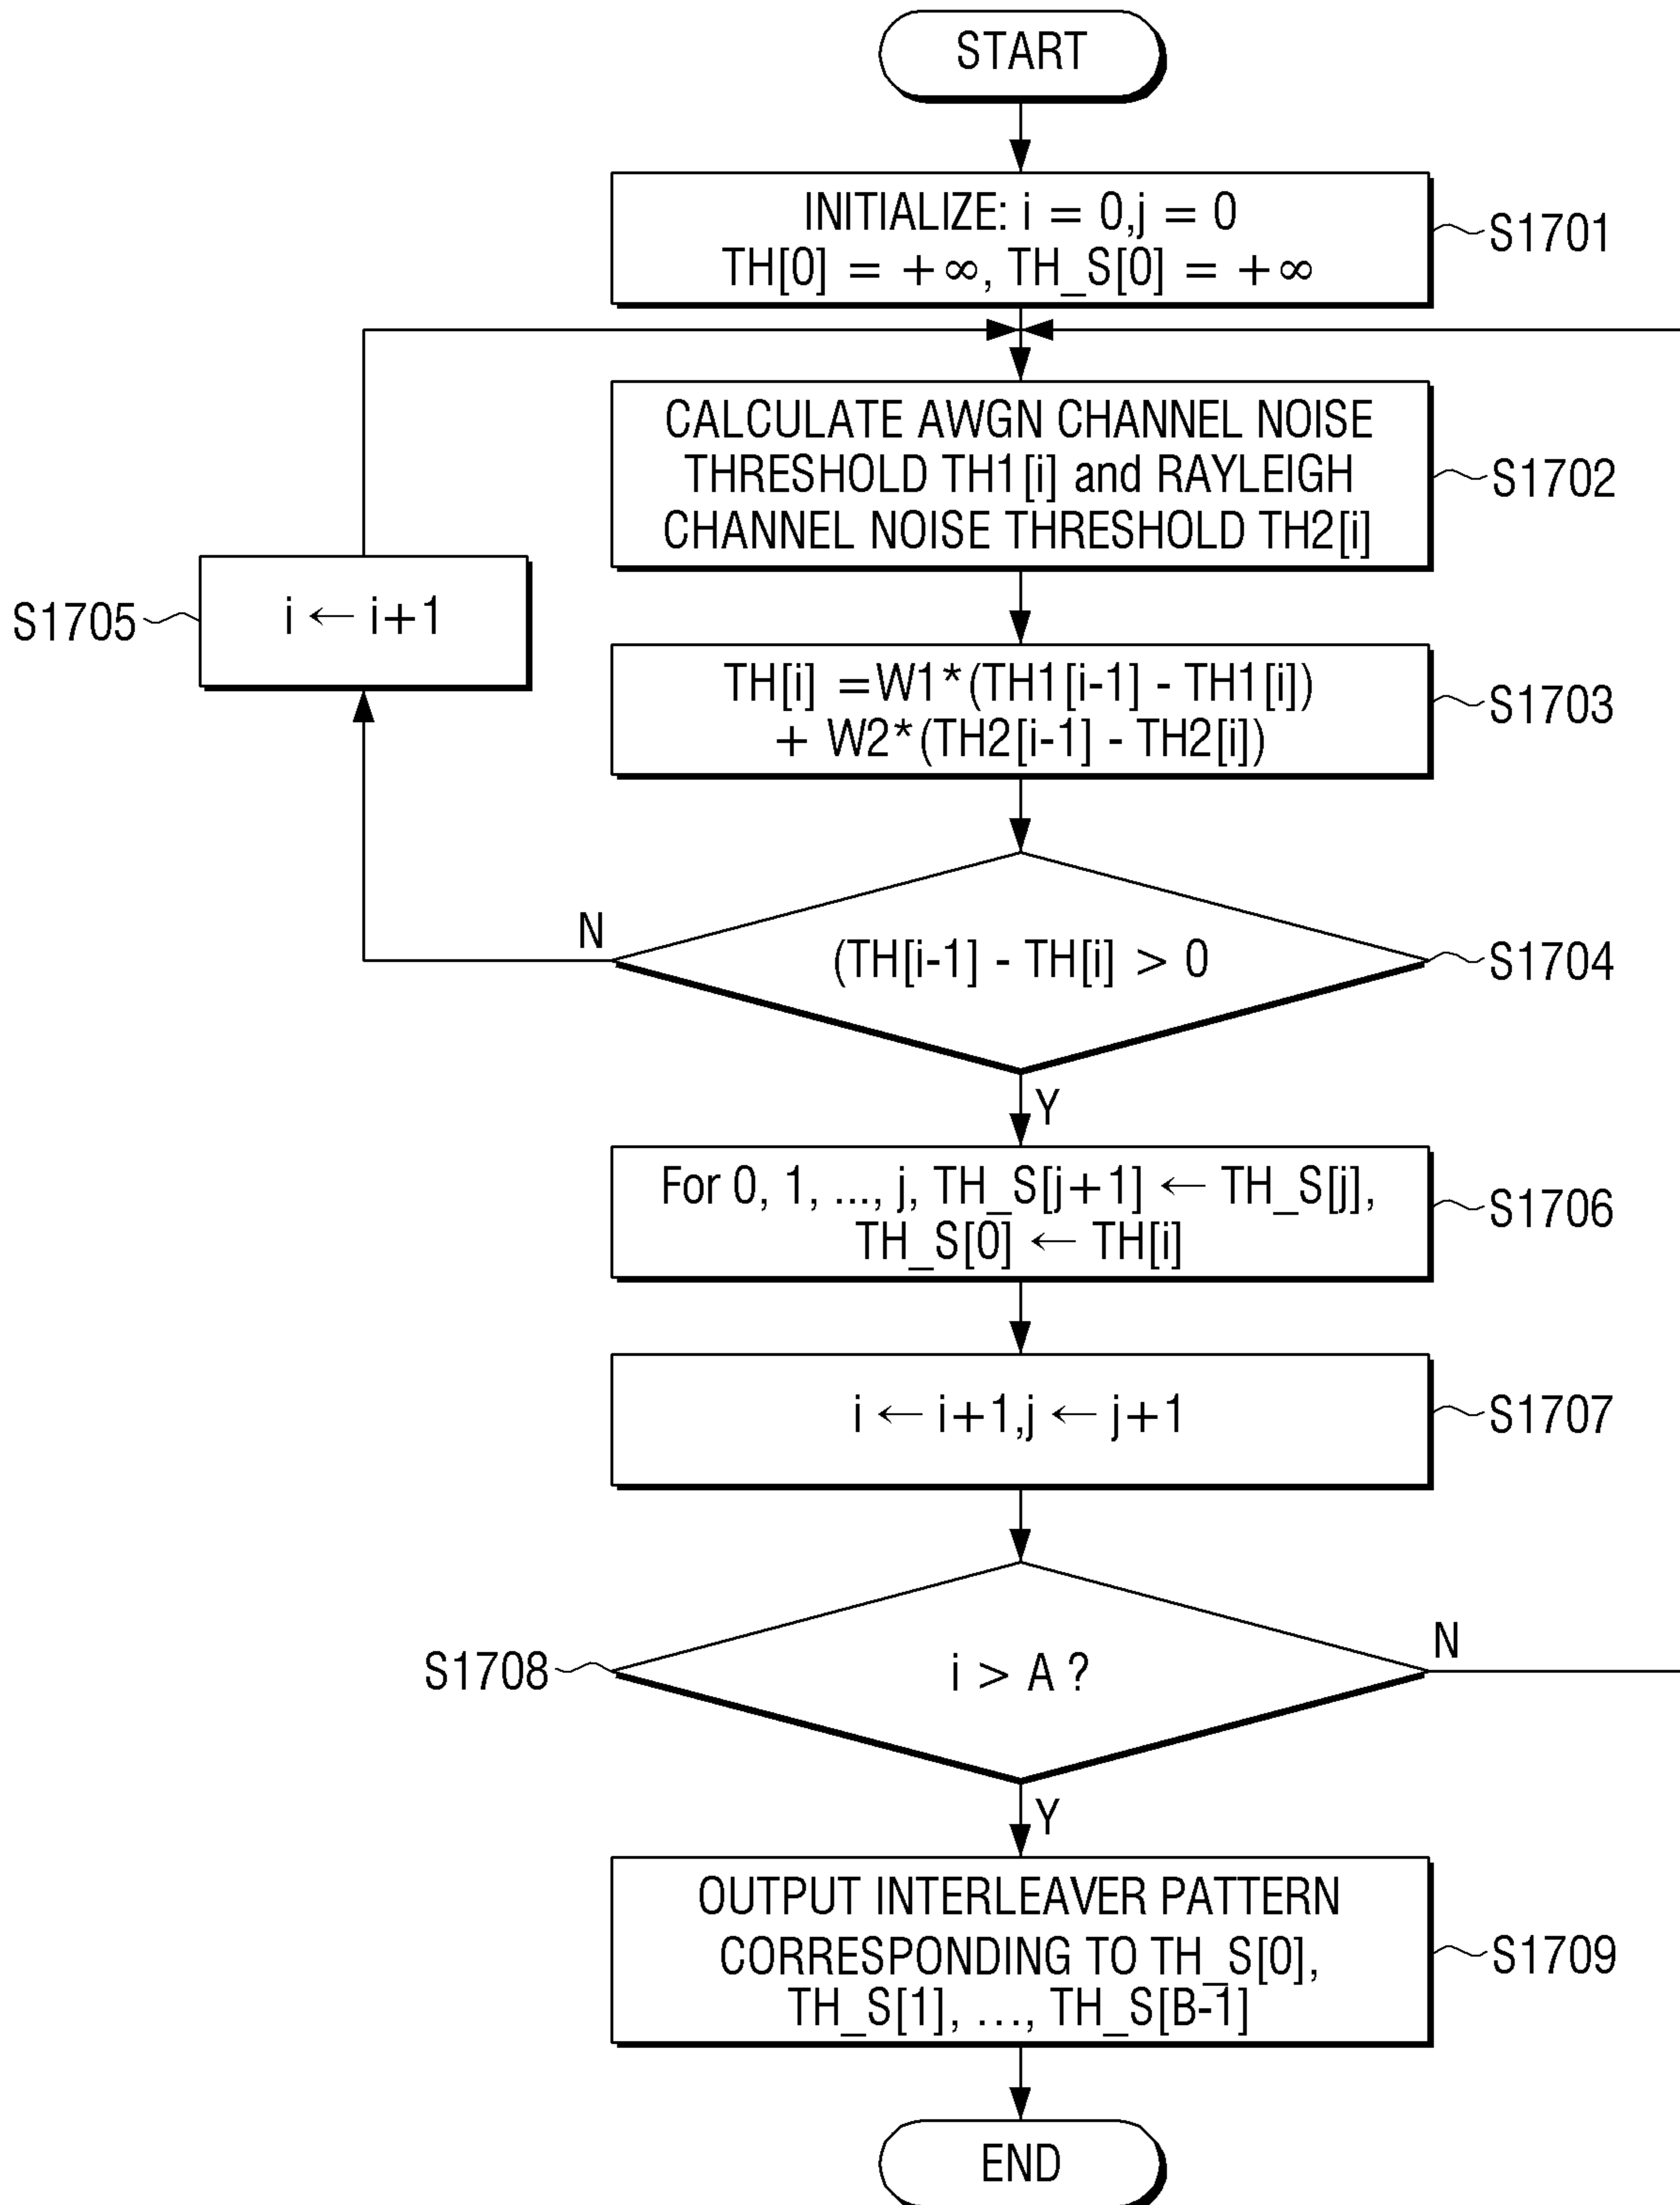 START
INITIALIZE: i = 0,j = 0
TH[0] = +∞, TH_S[0] = +∞
S1701
CALCULATE AWGN CHANNEL NOISE
THRESHOLD TH1[i] and RAYLEIGH
CHANNEL NOISE THRESHOLD TH2[i]
S1702
S1705
i ← i+1
TH[i] =W1*(TH1[i-1] - TH1[i])
+ W2*(TH2[i-1] - TH2[i])
S1703
N
(TH[i-1] - TH[i] > 0
S1704
Y
For 0, 1, ..., j, TH_S[j+1] ← TH_S[j],
TH_S[0] ← TH[i]
S1706
i ← i+1,j ← j+1
S1707
S1708
i > A ?
N
Y
OUTPUT INTERLEAVER PATTERN
CORRESPONDING TO TH_S[0],
TH_S[1], ..., TH_S[B-1]
S1709
END